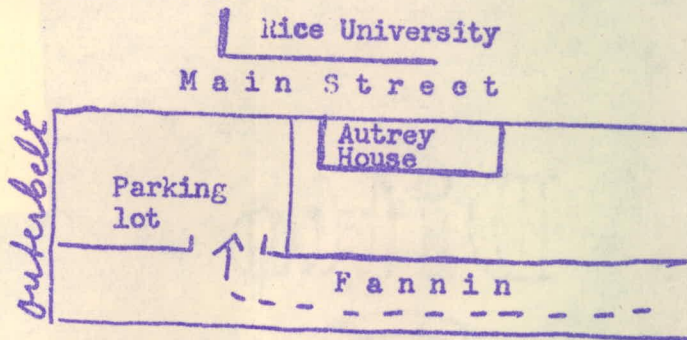 Rice University
Main Street
outerbelt
Autrey
House
Parking
lot
Fannin